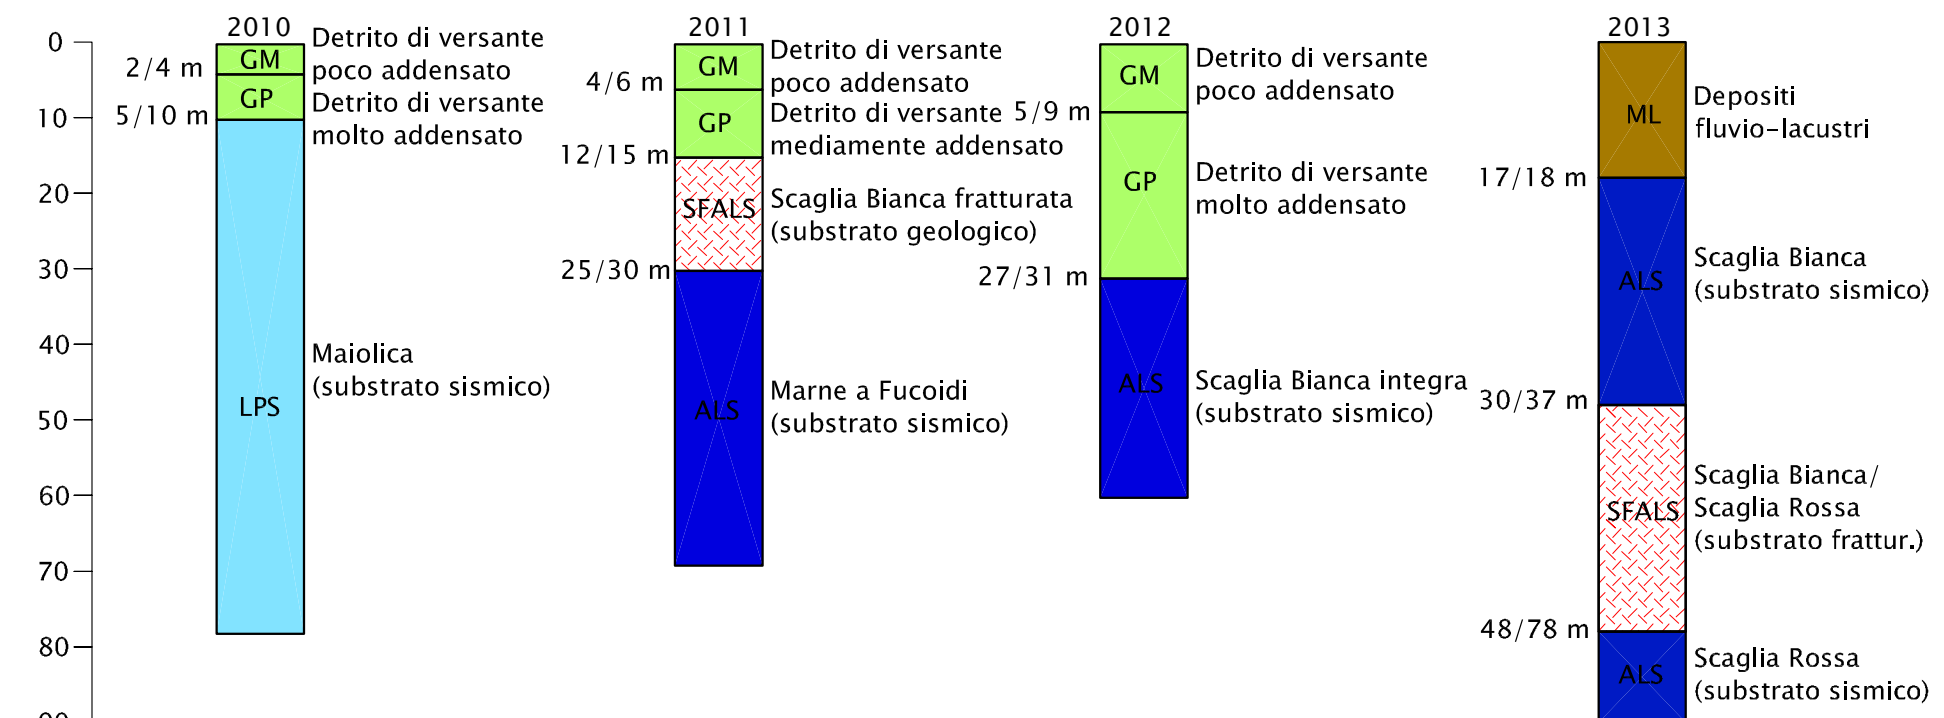 0
10
20
30
40
50
60
70
80
2010
2/4 m
5/10 m
GM
GP
LPS
Detrito di versante
poco addensato
Detrito di versante
molto addensato
Maiolica
(substrato sismico)
2011
4/6 m
12/15 m
25/30 m
GM
GP
SFALS
ALS
Detrito di versante
poco addensato
Detrito di versante
mediamente addensato
Scaglia Bianca fratturata
(substrato geologico)
Marne a Fucoidi
(substrato sismico)
2012
5/9 m
27/31 m
GM
GP
ALS
Detrito di versante
poco addensato
Detrito di versante
molto addensato
Scaglia Bianca integra
(substrato sismico)
2013
17/18 m
30/37 m
48/78 m
ML
ALS
SFALS
ALS
Depositi
fluvio-lacustri
Scaglia Bianca
(substrato sismico)
Scaglia Bianca/
Scaglia Rossa
(substrato frattur.)
Scaglia Rossa
(substrato sismico)